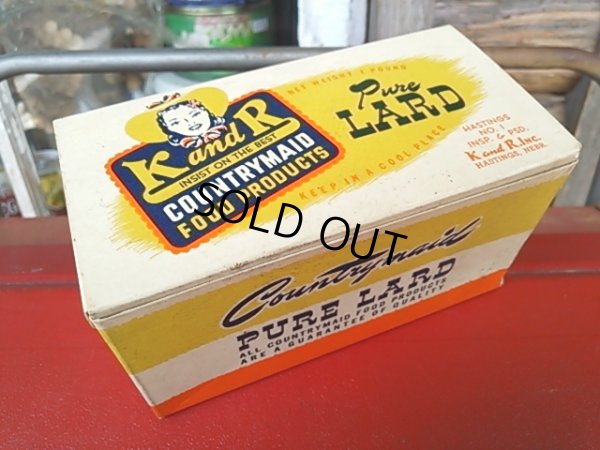 NET WEIGHT 1 POUND
Pure
LARD
KEEP IN A COOL PLACE
HASTINGS
NO. 1
INSP. & PSD.
K and R. Inc.
HASTINGS, NEBR.
K and R
INSIST ON THE BEST
COUNTRYMAID
FOOD PRODUCTS
SOLD OUT
Countrymaid
PURE LARD
ALL COUNTRYMAID FOOD PRODUCTS
ARE A GUARANTEE OF QUALITY